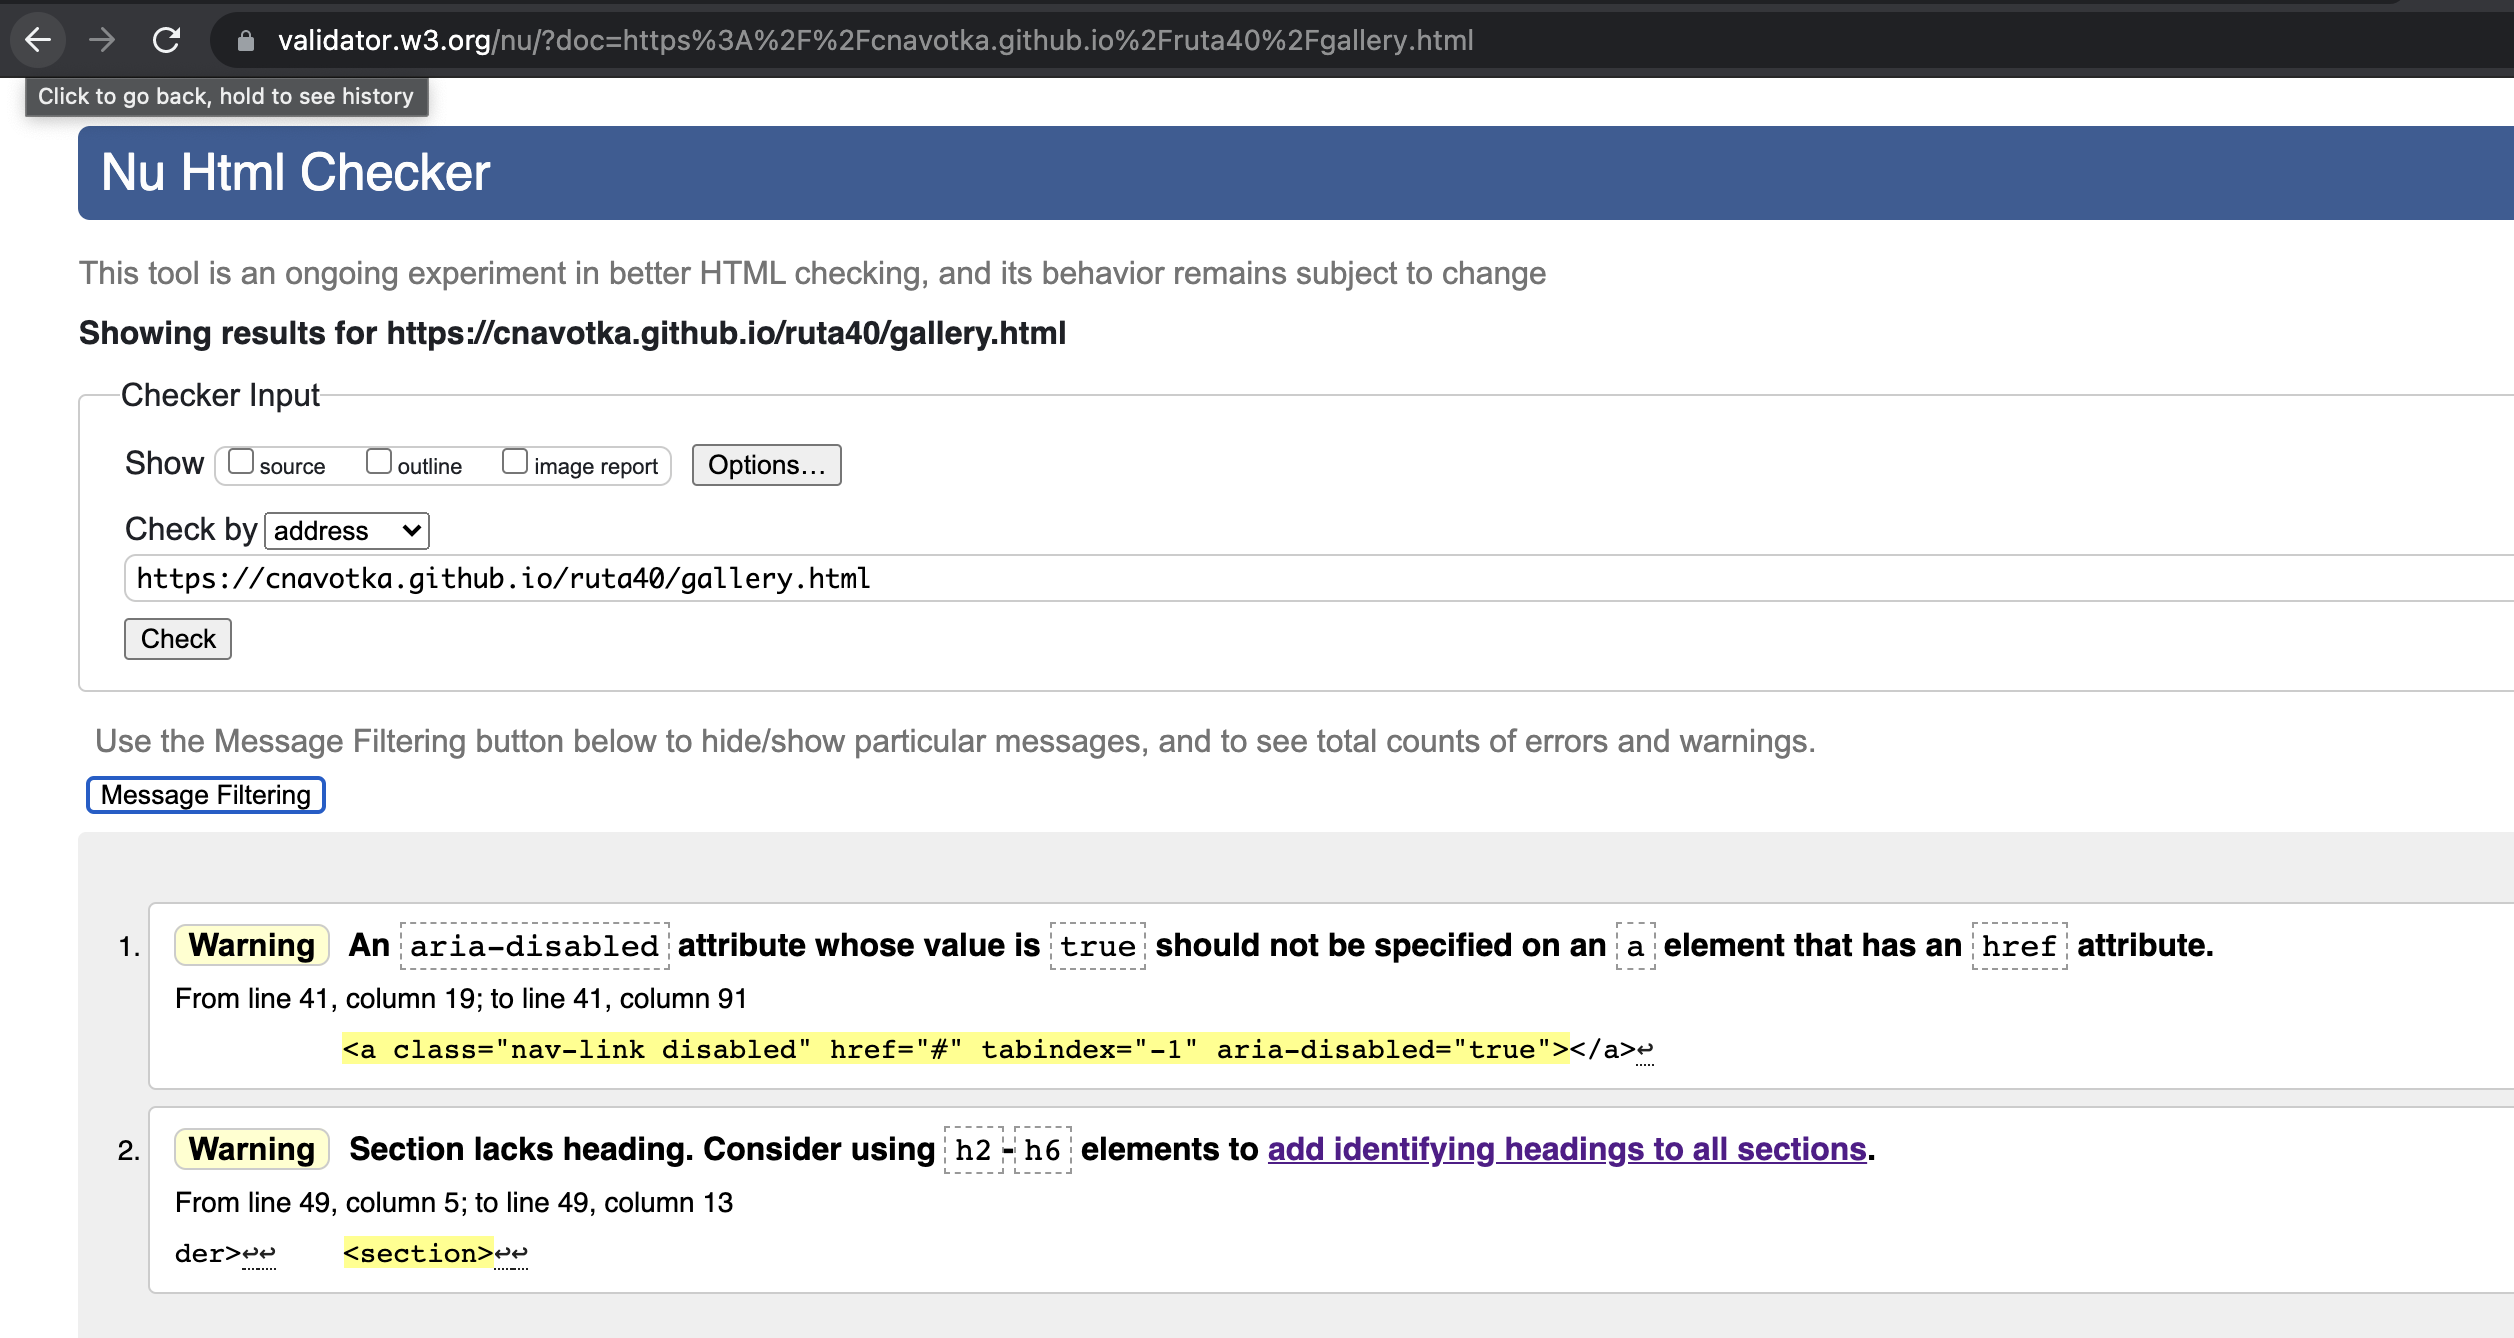 validator.w3.org/nu/?doc=https%3A%2F%2Fcnavotka.github.io%2Fruta40%2Fgallery.html
Click to go back, hold to see history
Nu Html Checker
This tool is an ongoing experiment in better HTML checking, and its behavior remains subject to change
Showing results for https://cnavotka.github.io/ruta40/gallery.html
Checker Input
Show source outline image report Options...
Check by address
https://cnavotka.github.io/ruta40/gallery.html
Check
Use the Message Filtering button below to hide/show particular messages, and to see total counts of errors and warnings.
Message Filtering
1. Warning An aria-disabled attribute whose value is true should not be specified on an a element that has an href attribute.
From line 41, column 19; to line 41, column 91
<a class="nav-link disabled" href="#" tabindex="-1" aria-disabled="true"></a>↩
2. Warning Section lacks heading. Consider using h2-h6 elements to add identifying headings to all sections.
From line 49, column 5; to line 49, column 13
der>↩↩ <section>↩↩